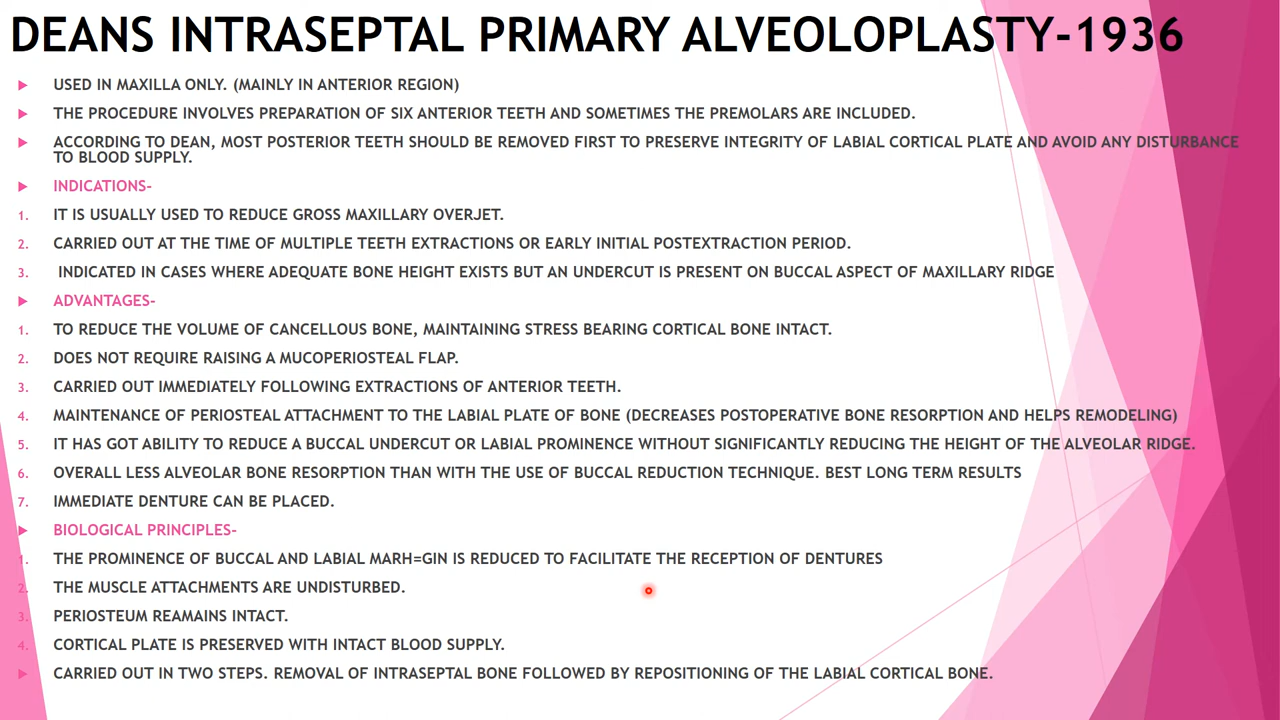 DEANS INTRASEPTAL PRIMARY ALVEOLOPLASTY-1936
USED IN MAXILLA ONLY. (MAINLY IN ANTERIOR REGION)
THE PROCEDURE INVOLVES PREPARATION OF SIX ANTERIOR TEETH AND SOMETIMES THE PREMOLARS ARE INCLUDED.
ACCORDING TO DEAN, MOST POSTERIOR TEETH SHOULD BE REMOVED FIRST TO PRESERVE INTEGRITY OF LABIAL CORTICAL PLATE AND AVOID ANY DISTURBANCE
TO BLOOD SUPPLY.
INDICATIONS-
1. IT IS USUALLY USED TO REDUCE GROSS MAXILLARY OVERJET.
2. CARRIED OUT AT THE TIME OF MULTIPLE TEETH EXTRACTIONS OR EARLY INITIAL POSTEXTRACTION PERIOD.
3. INDICATED IN CASES WHERE ADEQUATE BONE HEIGHT EXISTS BUT AN UNDERCUT IS PRESENT ON BUCCAL ASPECT OF MAXILLARY RIDGE
ADVANTAGES-
1. TO REDUCE THE VOLUME OF CANCELLOUS BONE, MAINTAINING STRESS BEARING CORTICAL BONE INTACT.
2. DOES NOT REQUIRE RAISING A MUCOPERIOSTEAL FLAP.
3. CARRIED OUT IMMEDIATELY FOLLOWING EXTRACTIONS OF ANTERIOR TEETH.
4. MAINTENANCE OF PERIOSTEAL ATTACHMENT TO THE LABIAL PLATE OF BONE (DECREASES POSTOPERATIVE BONE RESORPTION AND HELPS REMODELING)
5. IT HAS GOT ABILITY TO REDUCE A BUCCAL UNDERCUT OR LABIAL PROMINENCE WITHOUT SIGNIFICANTLY REDUCING THE HEIGHT OF THE ALVEOLAR RIDGE.
6. OVERALL LESS ALVEOLAR BONE RESORPTION THAN WITH THE USE OF BUCCAL REDUCTION TECHNIQUE. BEST LONG TERM RESULTS
7. IMMEDIATE DENTURE CAN BE PLACED.
BIOLOGICAL PRINCIPLES-
1. THE PROMINENCE OF BUCCAL AND LABIAL MARH=GIN IS REDUCED TO FACILITATE THE RECEPTION OF DENTURES
2. THE MUSCLE ATTACHMENTS ARE UNDISTURBED.
3. PERIOSTEUM REAMAINS INTACT.
4. CORTICAL PLATE IS PRESERVED WITH INTACT BLOOD SUPPLY.
CARRIED OUT IN TWO STEPS. REMOVAL OF INTRASEPTAL BONE FOLLOWED BY REPOSITIONING OF THE LABIAL CORTICAL BONE.